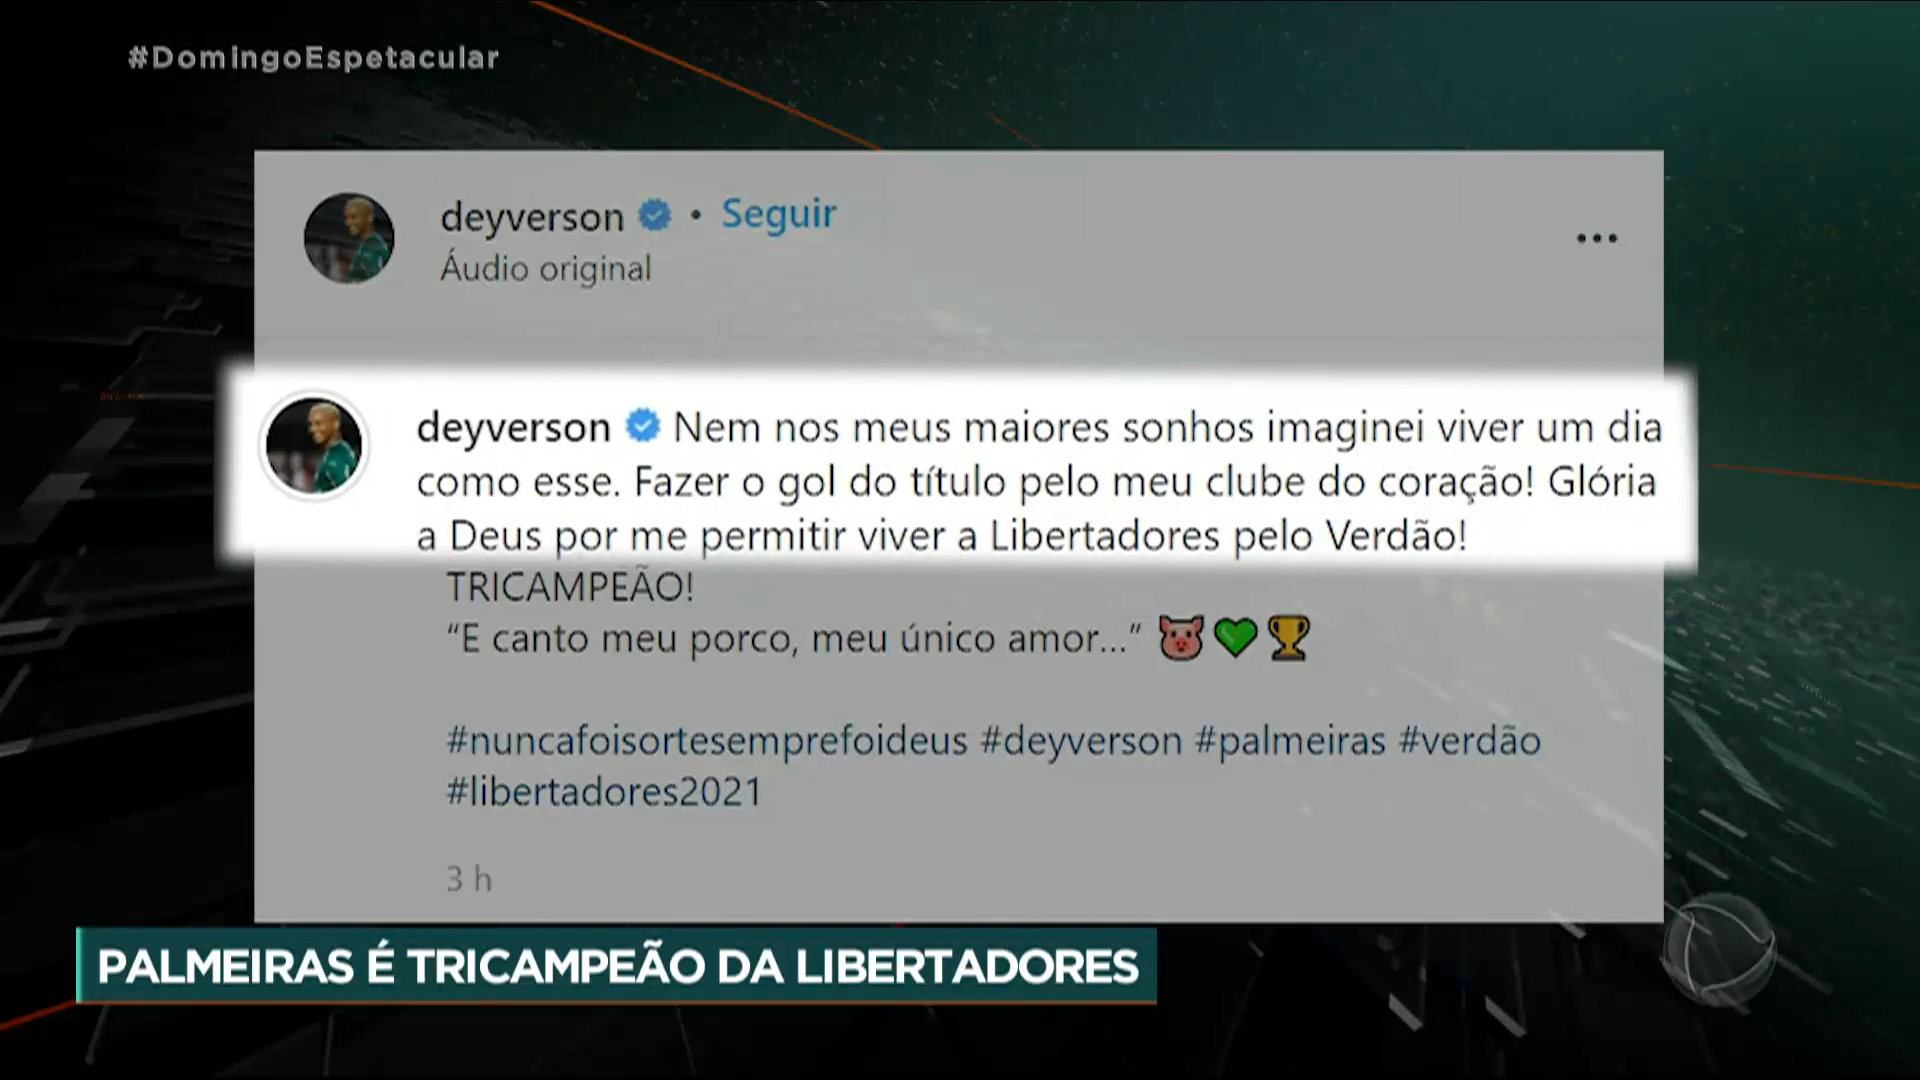 #DomingoEspetacular
deyverson • Seguir
Áudio original
deyverson Nem nos meus maiores sonhos imaginei viver um dia
como esse. Fazer o gol do título pelo meu clube do coração! Glória
a Deus por me permitir viver a Libertadores pelo Verdão!
TRICAMPEÃO!
“E canto meu porco, meu único amor...” 🐷💚🏆
#nuncafoisortesemprefoideus #deyverson #palmeiras #verdão
#libertadores2021
3 h
PALMEIRAS É TRICAMPEÃO DA LIBERTADORES